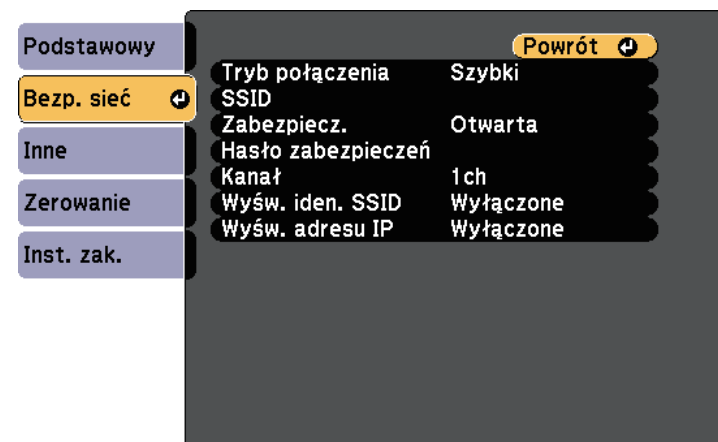 Podstawowy
Bezp. sieć
Inne
Zerowanie
Inst. zak.
Powrót
Tryb połączenia Szybki
SSID
Zabezpiecz. Otwarta
Hasło zabezpieczeń
Kanał 1ch
Wyśw. iden. SSID Wyłączone
Wyśw. adresu IP Wyłączone